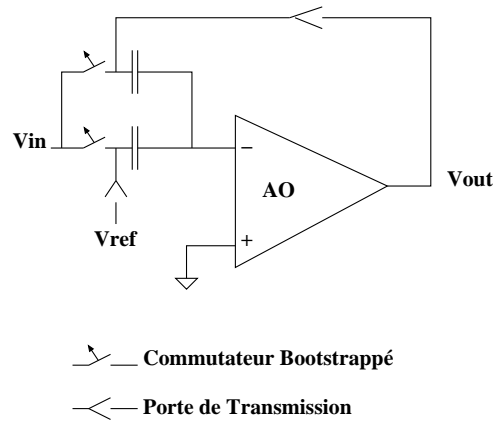 Vin
−
AO
Vout
Vref
+
Commutateur Bootstrappé
Porte de Transmission